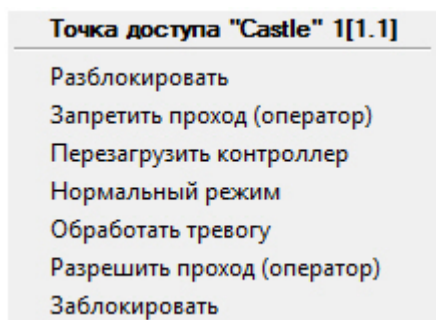 Точка доступа "Castle" 1[1.1]
Разблокировать
Запретить проход (оператор)
Перезагрузить контроллер
Нормальный режим
Обработать тревогу
Разрешить проход (оператор)
Заблокировать